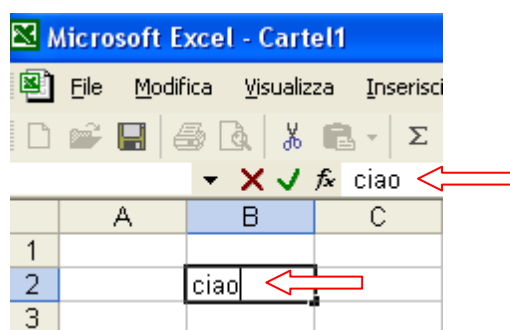 Microsoft Excel - Cartel1
File Modifica Visualizza Inserisci
Σ
fx ciao
A B C
1
2 ciao
3